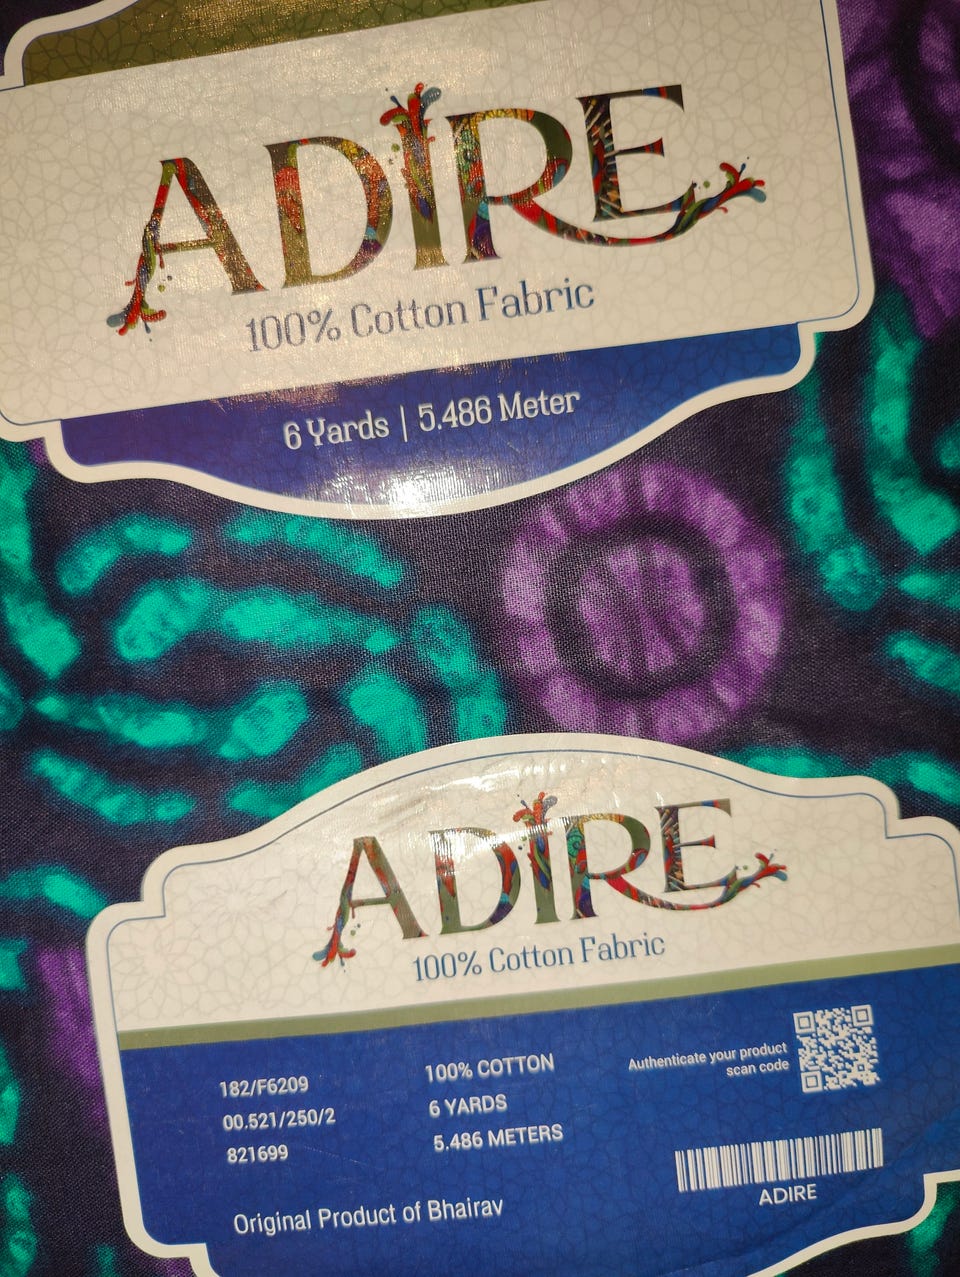 ADIRE
100% Cotton Fabric
6 Yards | 5.486 Meter
ADIRE
100% Cotton Fabric
182/F6209
00.521/250/2
821699
100% COTTON
6 YARDS
5.486 METERS
Authenticate your product
scan code
ADIRE
Original Product of Bhairav